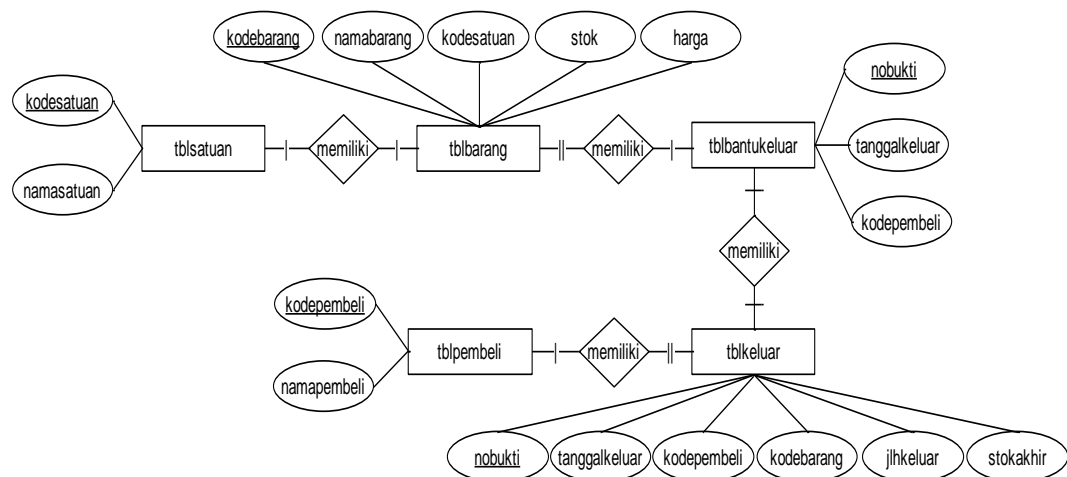 kodebarang
namabarang
kodesatuan
stok
harga
kodesatuan
namasatuan
tblsatuan
memiliki
tblbarang
memiliki
tblbantukeluar
nobukti
tanggalkeluar
kodepembeli
memiliki
kodepembeli
namapembeli
tblpembeli
memiliki
tblkeluar
nobukti
tanggalkeluar
kodepembeli
kodebarang
jlhkeluar
stokakhir